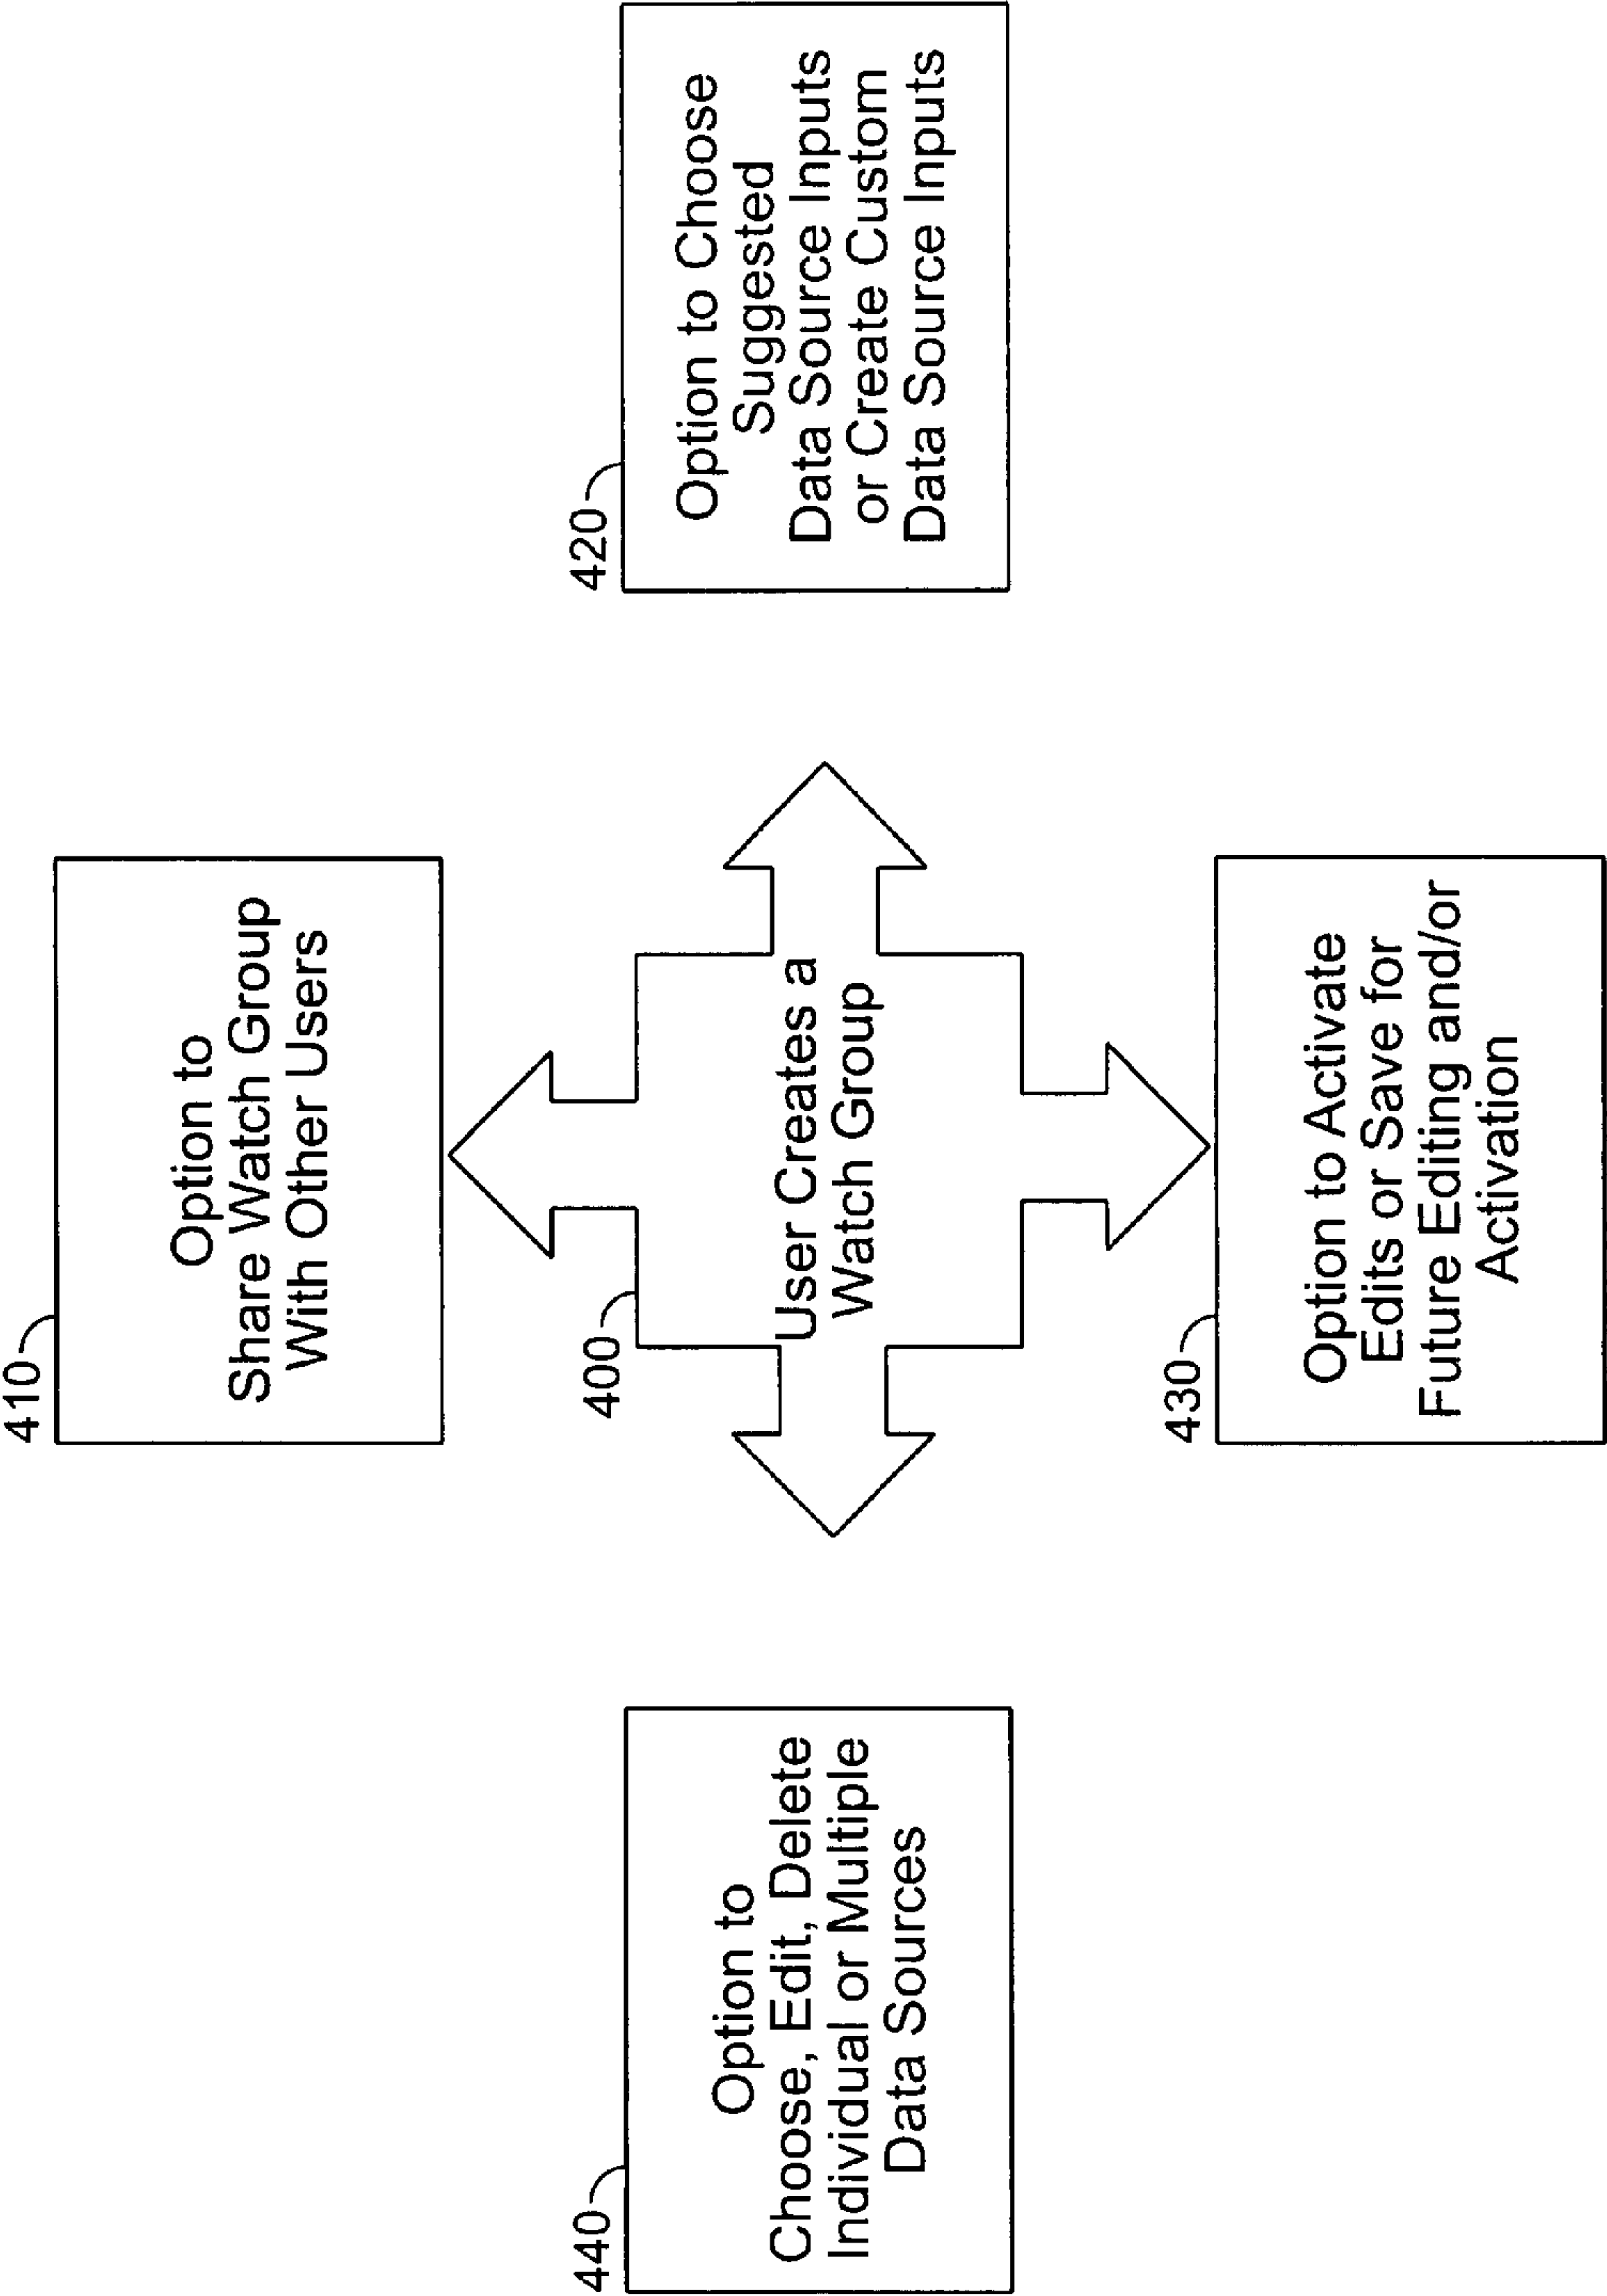 410
Option to
Share Watch Group
With Other Users
440
Option to
Choose, Edit, Delete
Individual or Multiple
Data Sources
400
User Creates a
Watch Group
420
Option to Choose
Suggested
Data Source Inputs
or Create Custom
Data Source Inputs
430
Option to Activate
Edits or Save for
Future Editing and/or
Activation